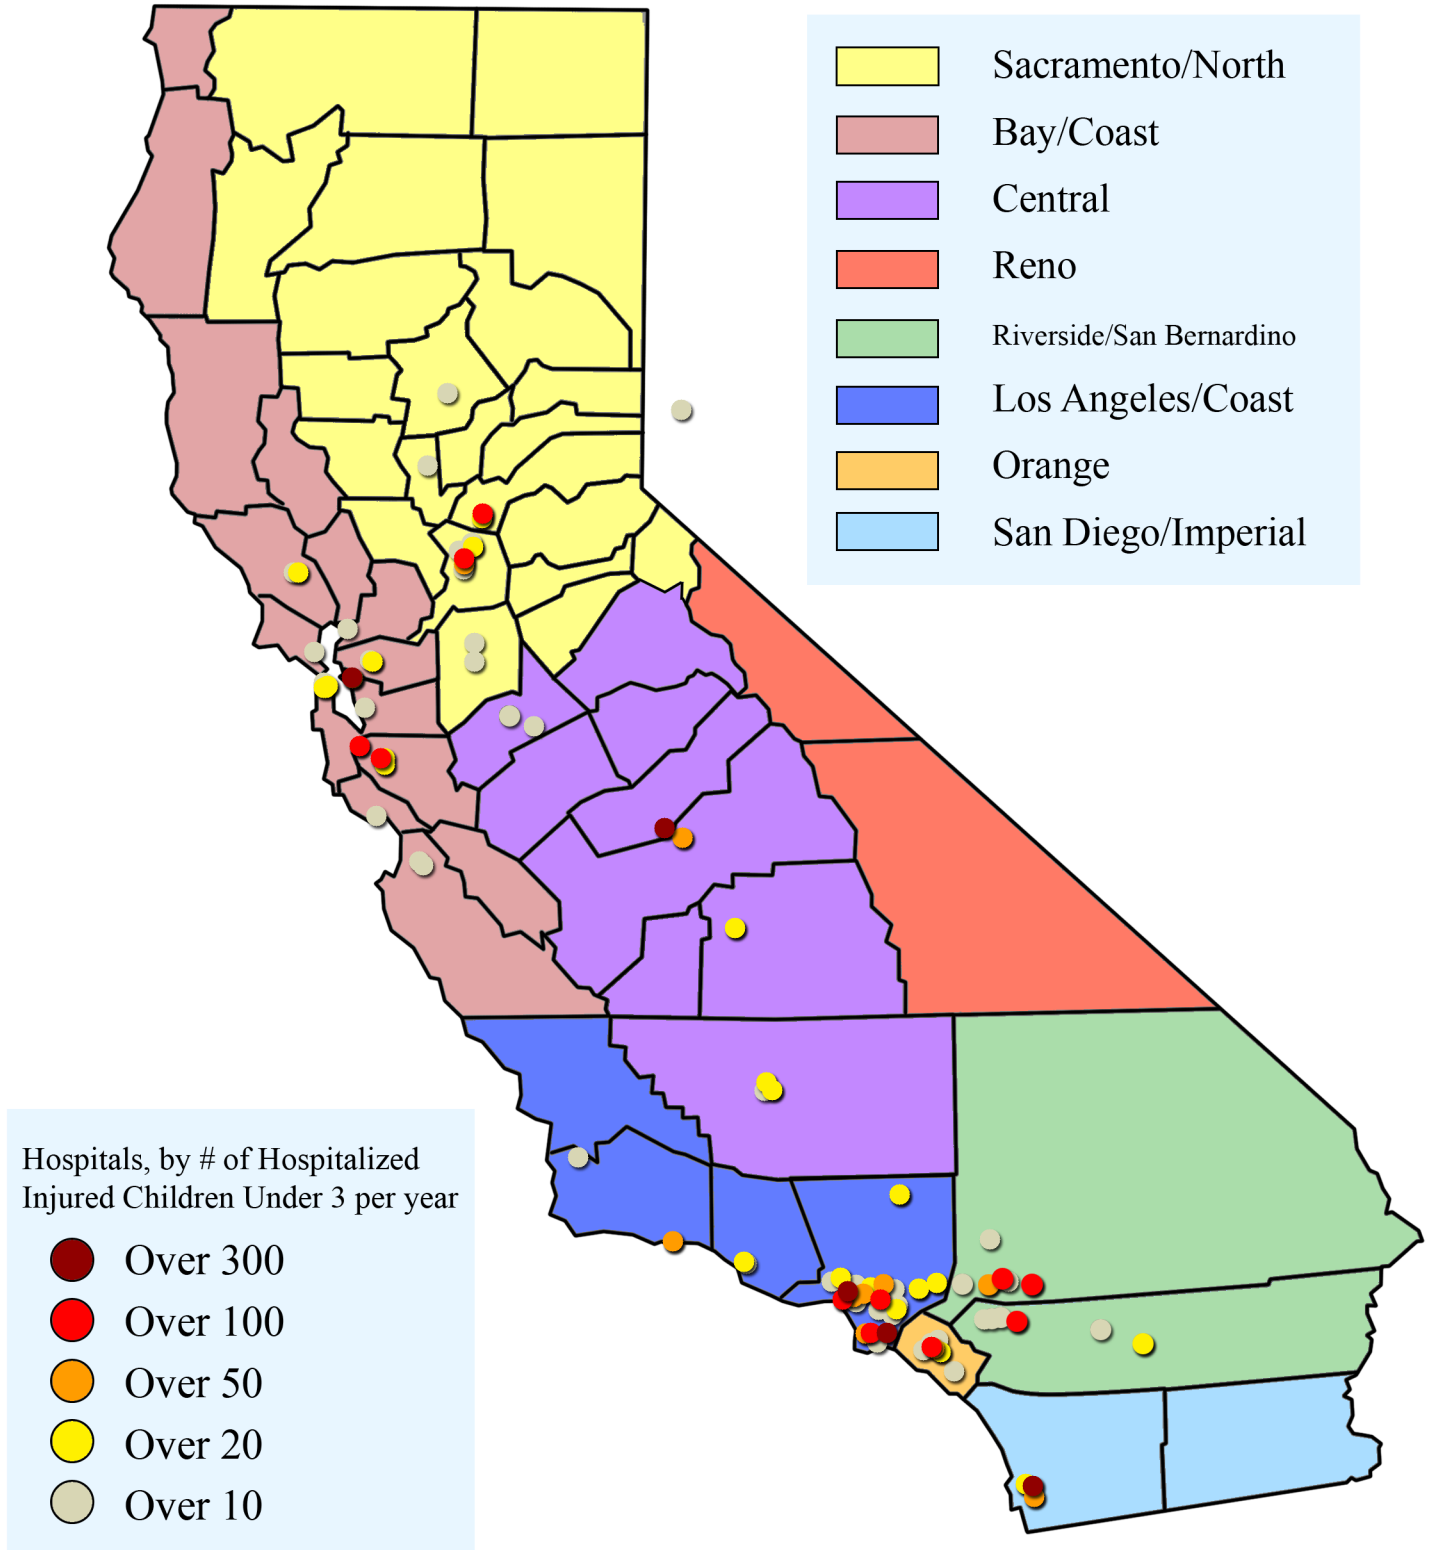 Sacramento/North
Bay/Coast
Central
Reno
Riverside/San Bernardino
Los Angeles/Coast
Orange
San Diego/Imperial
Hospitals, by # of Hospitalized
Injured Children Under 3 per year
Over 300
Over 100
Over 50
Over 20
Over 10